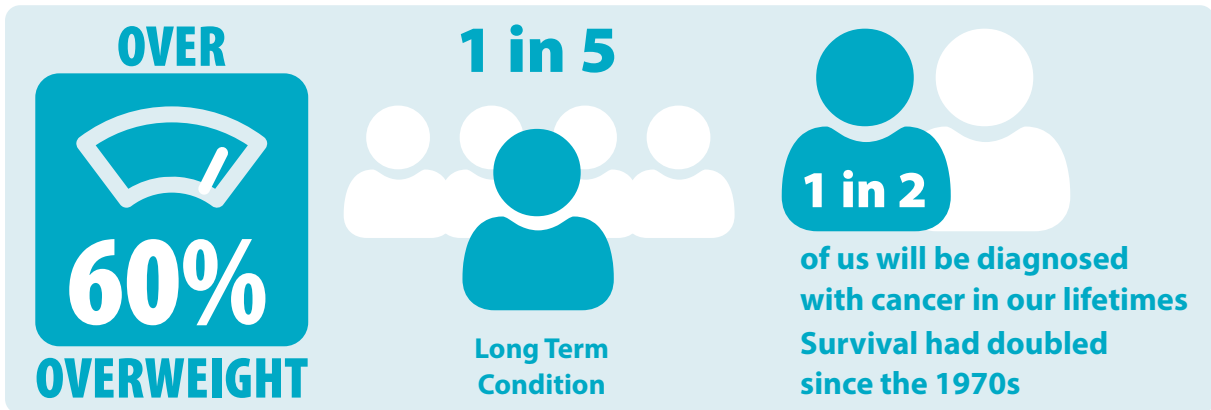 OVER
60%
OVERWEIGHT
1 in 5
Long Term
Condition
1 in 2
of us will be diagnosed
with cancer in our lifetimes
Survival had doubled
since the 1970s